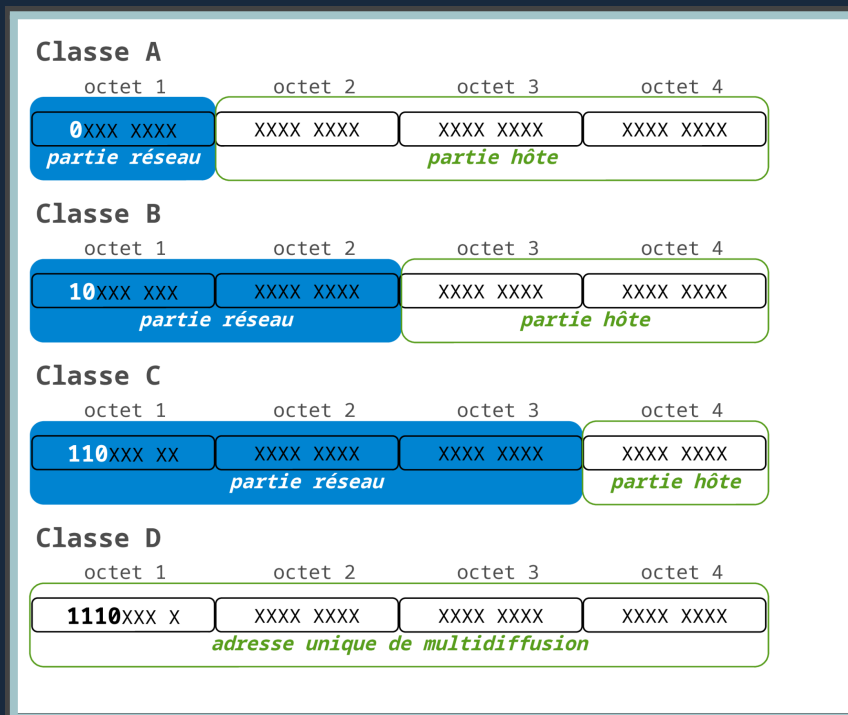 Classe A
octet 1 octet 2 octet 3 octet 4
0XXX XXXX XXXX XXXX XXXX XXXX XXXX XXXX
partie réseau partie hôte
Classe B
octet 1 octet 2 octet 3 octet 4
10XXX XXX XXXX XXXX XXXX XXXX XXXX XXXX
partie réseau partie hôte
Classe C
octet 1 octet 2 octet 3 octet 4
110XXX XX XXXX XXXX XXXX XXXX XXXX XXXX
partie réseau partie hôte
Classe D
octet 1 octet 2 octet 3 octet 4
1110XXX X XXXX XXXX XXXX XXXX XXXX XXXX
adresse unique de multidiffusion